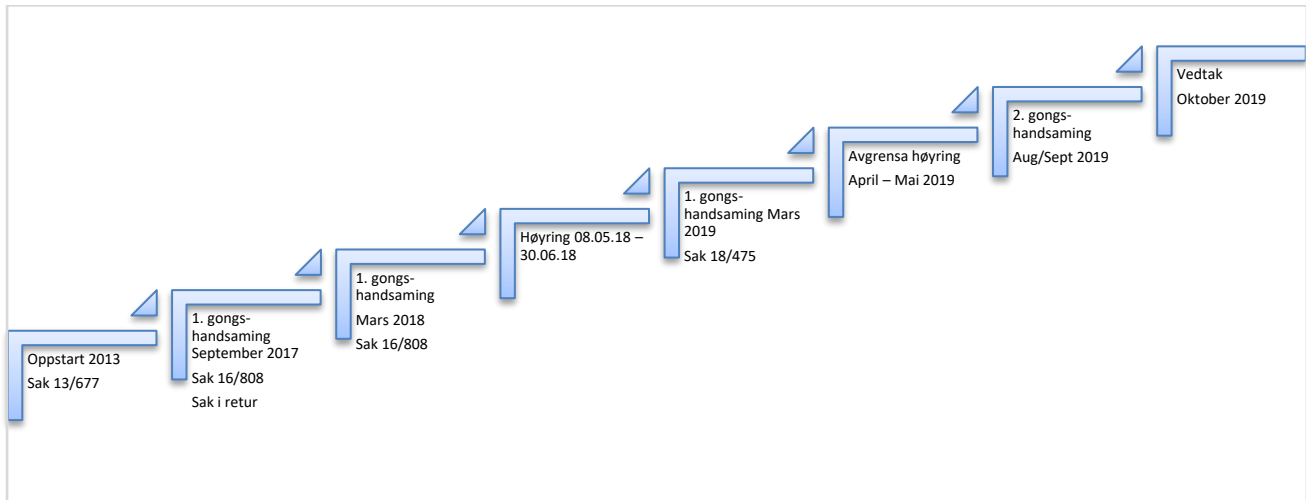 Oppstart 2013
Sak 13/677
1. gongs-
handsaming
September 2017
Sak 16/808
Sak i retur
1. gongs-
handsaming
Mars 2018
Sak 16/808
Høyring 08.05.18 –
30.06.18
1. gongs-
handsaming Mars
2019
Sak 18/475
Avgrensa høyring
April – Mai 2019
2. gongs-
handsaming
Aug/Sept 2019
Vedtak
Oktober 2019